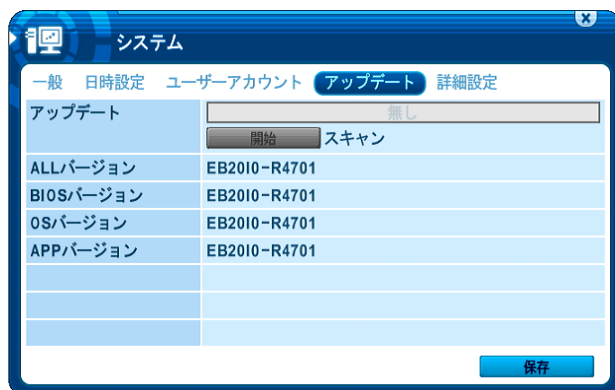 システム
一般 日時設定 ユーザーアカウント アップデート 詳細設定
アップデート 無し
開始 スキャン
ALLバージョン EB20I0-R4701
BIOSバージョン EB20I0-R4701
OSバージョン EB20I0-R4701
APPバージョン EB20I0-R4701
保存